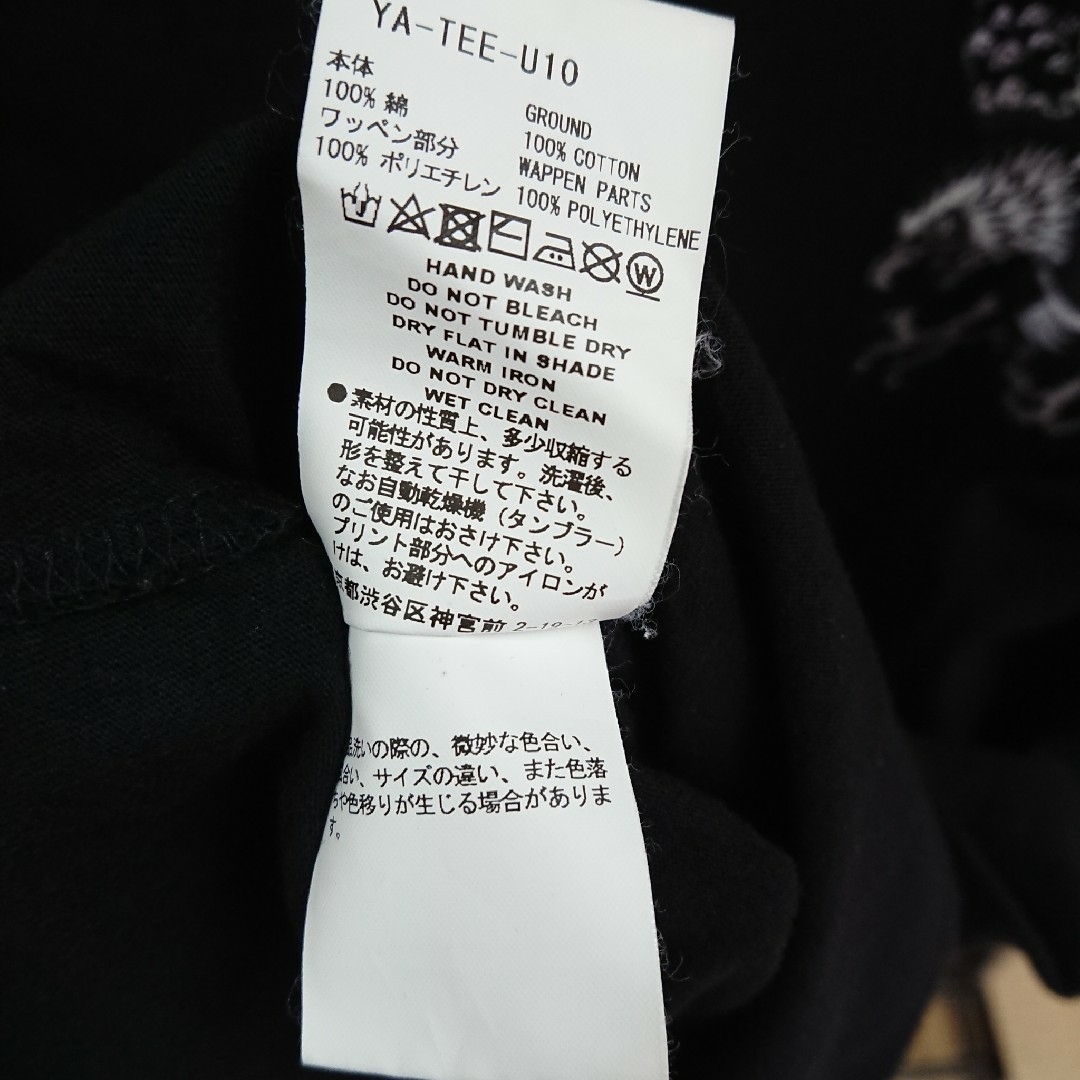 YA-TEE-U10
本体
100% 綿
ワッペン部分
100% ポリエチレン
GROUND
100% COTTON
WAPPEN PARTS
100% POLYETHYLENE
W
HAND WASH
DO NOT BLEACH
DO NOT TUMBLE DRY
DRY FLAT IN SHADE
WARM IRON
DO NOT DRY CLEAN
WET CLEAN
●素材の性質上、多少収縮する
可能性があります。洗濯後、
形を整えて干して下さい。
なお自動乾燥機(タンブラー)
のご使用はおさけ下さい。
プリント部分へのアイロンが
けは、お避け下さい。
都渋谷区神宮前
洗いの際の、微妙な色合い、
合い、サイズの違い、また色落
ちや色移りが生じる場合がありま
す。